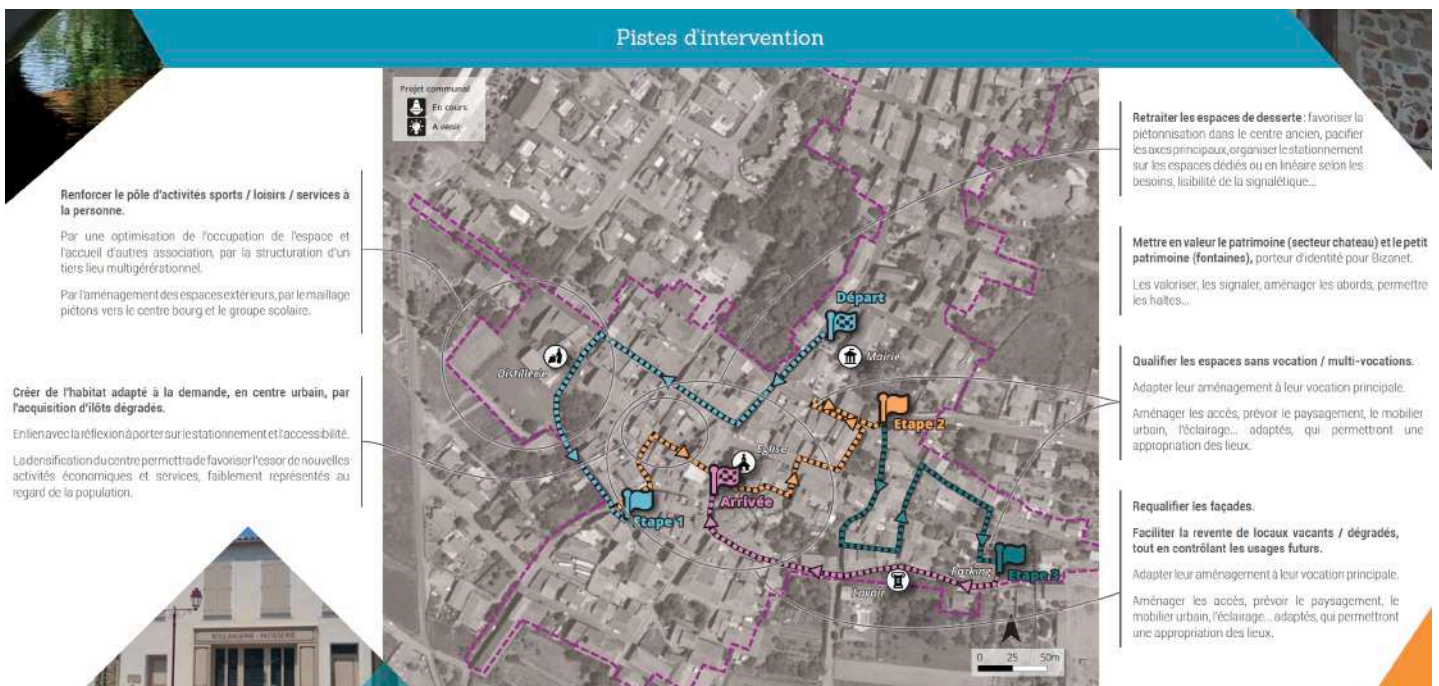 Pistes d'intervention
Projet communal
En cours
A venir
Renforcer le pôle d'activités sports / loisirs / services à
la personne.
Par une optimisation de l'occupation de l'espace et
l'accueil d'autres association, par la structuration d'un
tiers lieu multigérérationnel.
Par l'aménagement des espaces extérieurs, par le maillage
piétons vers le centre bourg et le groupe scolaire.
Créer de l'habitat adapté à la demande, en centre urbain, par
l'acquisition d'ilôts dégradés.
En lien avec la réflexion à porter sur le stationnement et l'accessibilité.
La densification du centre permettra de favoriser l'essor de nouvelles
activités économiques et services, faiblement représentés au
regard de la population.
BOULANGERIE - PATISSERIE
Départ
Mairie
Distillerie
Etape 2
Eglise
Arrivée
Etape 1
Parking
Etape 3
Lavoir
0 25 50m
Retraiter les espaces de desserte : favoriser la
piétonnisation dans le centre ancien, pacifier
les axes principaux, organiser le stationnement
sur les espaces dédiés ou en linéaire selon les
besoins, lisibilité de la signalétique...
Mettre en valeur le patrimoine (secteur chateau) et le petit
patrimoine (fontaines), porteur d'identité pour Bizanet.
Les valoriser, les signaler, aménager les abords, permettre
les haltes...
Qualifier les espaces sans vocation / multi-vocations.
Adapter leur aménagement à leur vocation principale.
Aménager les accés, prévoir le paysagement, le mobilier
urbain, l'éclairage... adaptés, qui permettront une
appropriation des lieux.
Requalifier les façades.
Faciliter la revente de locaux vacants / dégradés,
tout en contrôlant les usages futurs.
Adapter leur aménagement à leur vocation principale.
Aménager les accés, prévoir le paysagement, le
mobilier urbain, l'éclairage... adaptés, qui permettront
une appropriation des lieux.